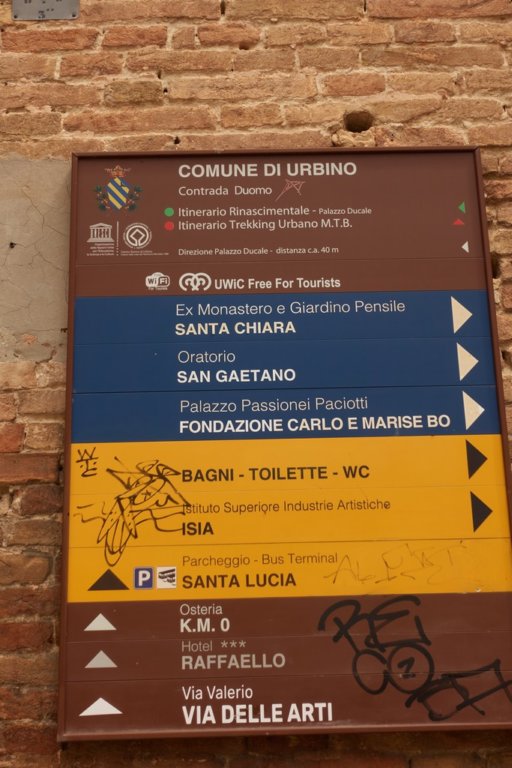 COMUNE DI URBINO
Contrada Duomo
Itinerario Rinascimentale - Palazzo Ducale
Itinerario Trekking Urbano M.T.B.
Direzione Palazzo Ducale - distanza c.a. 40 m
WiFi For Tourists UWiC Free For Tourists
Ex Monastero e Giardino Pensile
SANTA CHIARA
Oratorio
SAN GAETANO
Palazzo Passionei Paciotti
FONDAZIONE CARLO E MARISE BO
BAGNI - TOILETTE - WC
Istituto Superiore Industrie Artistiche
ISIA
Parcheggio - Bus Terminal
P SANTA LUCIA
Osteria
K.M. 0
Hotel ***
RAFFAELLO
Via Valerio
VIA DELLE ARTI